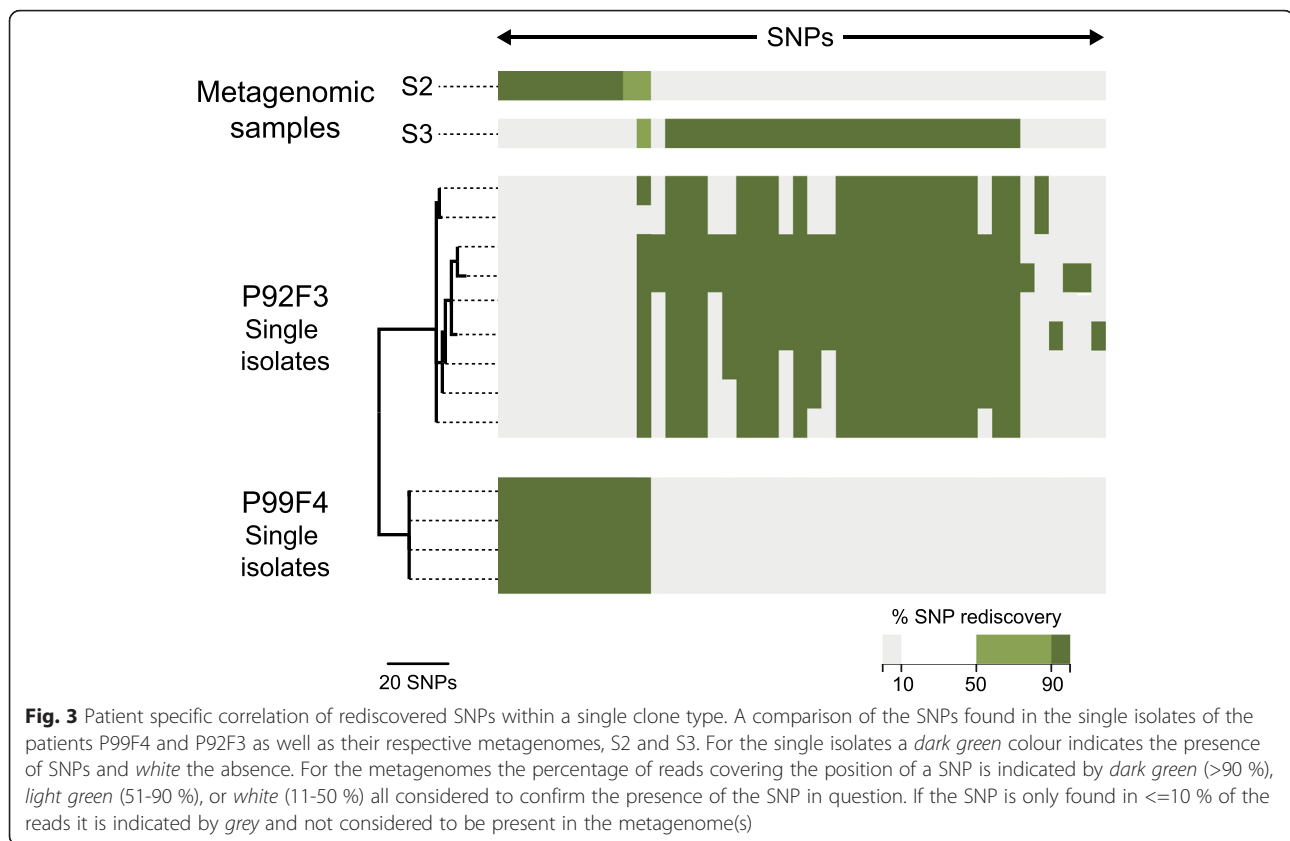 SNPs
Metagenomic
samples
S2
S3
P92F3
Single
isolates
P99F4
Single
isolates
20 SNPs
% SNP rediscovery
10 50 90
Fig. 3 Patient specific correlation of rediscovered SNPs within a single clone type. A comparison of the SNPs found in the single isolates of the
patients P99F4 and P92F3 as well as their respective metagenomes, S2 and S3. For the single isolates a dark green colour indicates the presence
of SNPs and white the absence. For the metagenomes the percentage of reads covering the position of a SNP is indicated by dark green (>90 %),
light green (51-90 %), or white (11-50 %) all considered to confirm the presence of the SNP in question. If the SNP is only found in <=10 % of the
reads it is indicated by grey and not considered to be present in the metagenome(s)